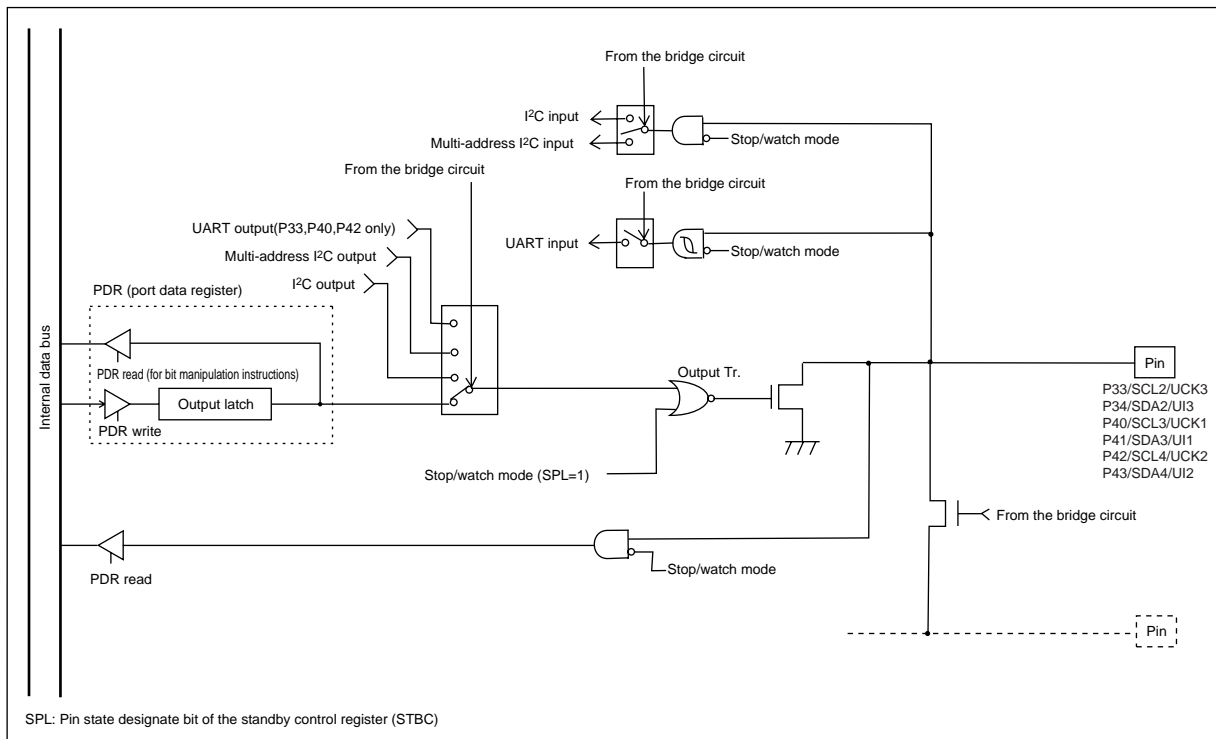 From the bridge circuit
I²C input
Multi-address I²C input
Stop/watch mode
From the bridge circuit
From the bridge circuit
UART output(P33,P40,P42 only)
UART input
Stop/watch mode
Multi-address I²C output
I²C output
PDR (port data register)
Internal data bus
PDR read (for bit manipulation instructions)
Output latch
PDR write
Output Tr.
Pin
P33/SCL2/UCK3
P34/SDA2/UI3
P40/SCL3/UCK1
P41/SDA3/UI1
P42/SCL4/UCK2
P43/SDA4/UI2
Stop/watch mode (SPL=1)
From the bridge circuit
PDR read
Stop/watch mode
Pin
SPL: Pin state designate bit of the standby control register (STBC)